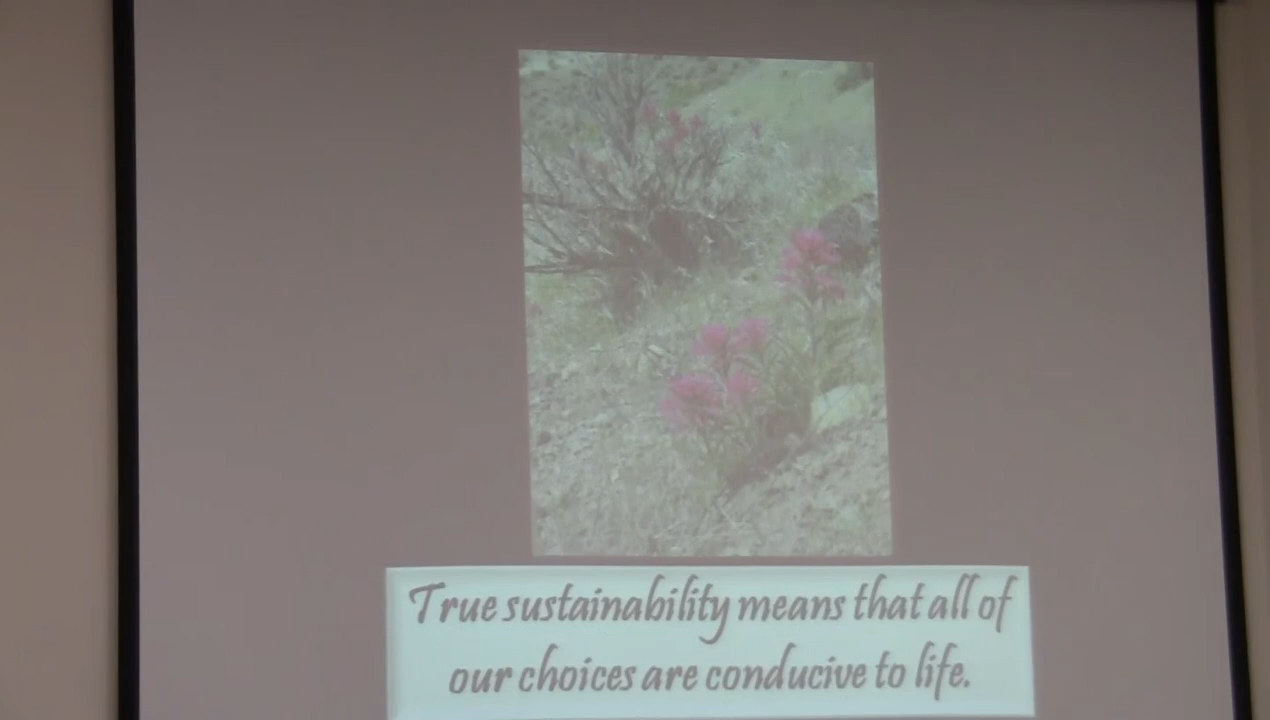 True sustainability means that all of
our choices are conducive to life.